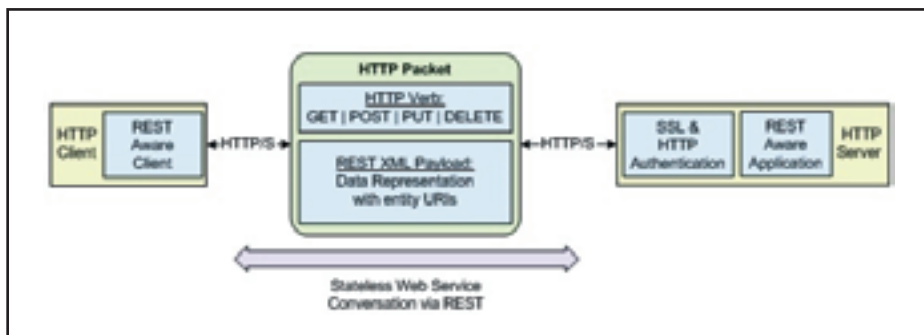 HTTP Packet
HTTP Verb:
GET | POST | PUT | DELETE
HTTP
Client
REST
Aware
Client
HTTP/S
REST XML Payload:
Data Representation
with entity URIs
HTTP/S
SSL &
HTTP
Authentication
REST
Aware
Application
HTTP
Server
Stateless Web Service
Conversation via REST